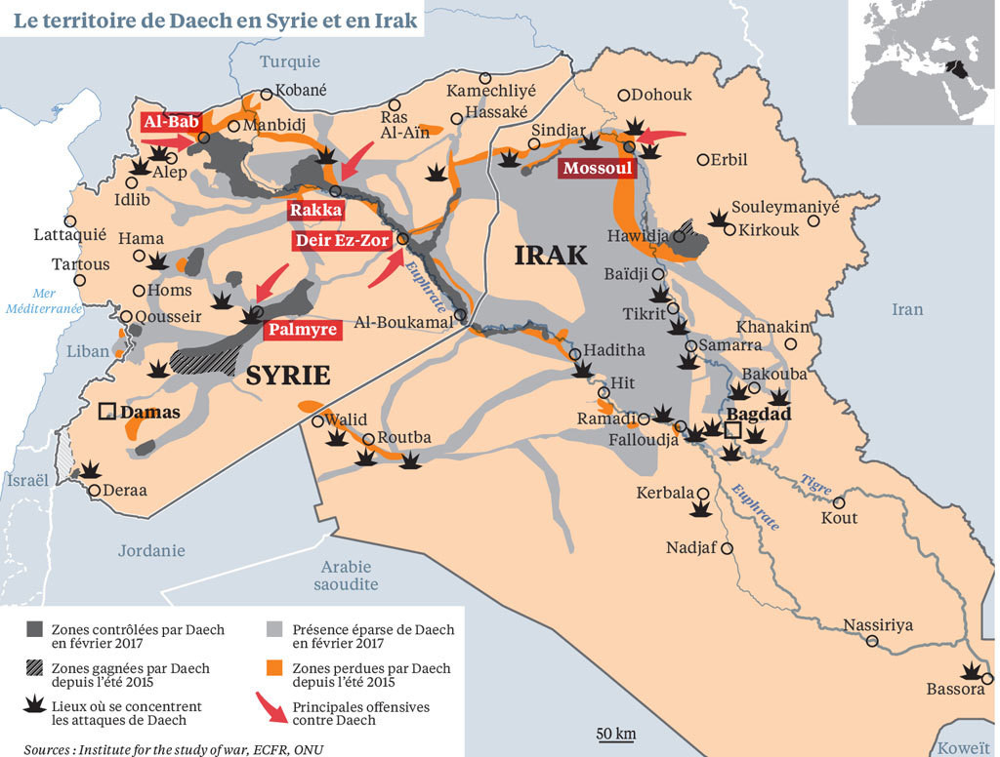 Le territoire de Daech en Syrie et en Irak
Turquie
Kobané
Kamechliyé
Dohouk
Al-Bab
Manbidj
Ras
Al-Aïn
Hassaké
Sindjar
Mossoul
Erbil
Alep
Idlib
Rakka
Souleymaniyé
Lattaquié
Hama
Deir Ez-Zor
Hawidja
Kirkouk
IRAK
Tartous
Euphrate
Baïdji
Mer
Méditerranée
Homs
Qousseir
Palmyre
Al-Boukamal
Tikrit
Iran
Khanakin
Liban
Haditha
Samarra
SYRIE
Hit
Bakouba
Damas
Walid
Ramadi
Bagdad
Routba
Falloudja
Israël
Deraa
Kerbala
Euphrate
Tigre
Kout
Jordanie
Nadjaf
Arabie
saoudite
Nassiriya
Bassora
Koweït
Zones contrôlées par Daech
en février 2017
Présence éparse de Daech
en février 2017
Zones gagnées par Daech
depuis l'été 2015
Zones perdues par Daech
depuis l'été 2015
Lieux où se concentrent
les attaques de Daech
Principales offensives
contre Daech
50 km
Sources : Institute for the study of war, ECFR, ONU